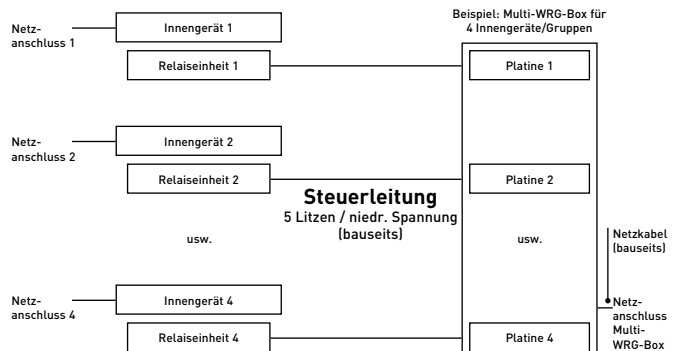 Beispiel: Multi-WRG-Box für
4 Innengeräte/Gruppen
Netz-
anschluss 1
Innengerät 1
Relaiseinheit 1
Platine 1
Netz-
anschluss 2
Innengerät 2
Relaiseinheit 2
Platine 2
Steuerleitung
5 Litzen / niedr. Spannung
(bauseits)
usw.
usw.
Netzkabel
(bauseits)
Netz-
anschluss 4
Innengerät 4
Relaiseinheit 4
Platine 4
Netz-
anschluss
Multi-
WRG-Box